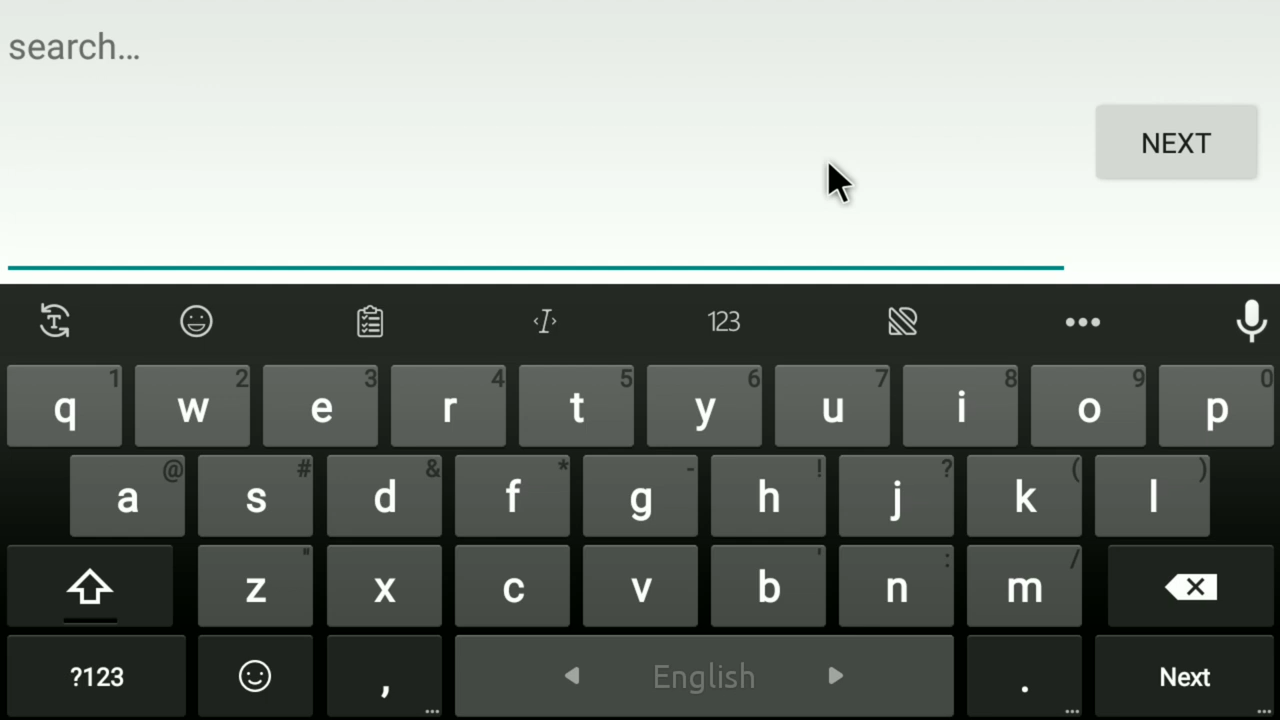 search…
NEXT
123
1 2 3 4 5 6 7 8 9 0
q w e r t y u i o p
@ # & * - ! ? ( )
a s d f g h j k l
" ' : /
z x c v b n m
?123 , English . Next